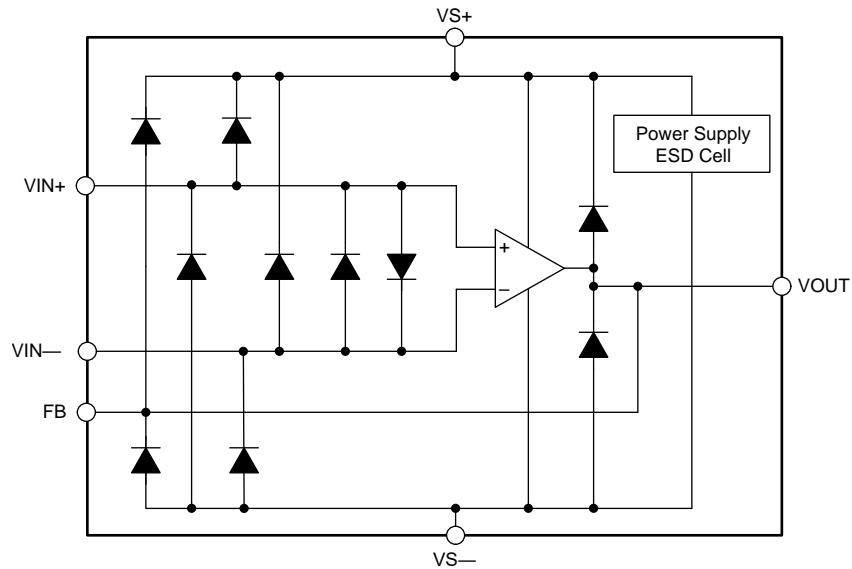 VS+
Power Supply
ESD Cell
VIN+
+
−
VOUT
VIN—
FB
VS—